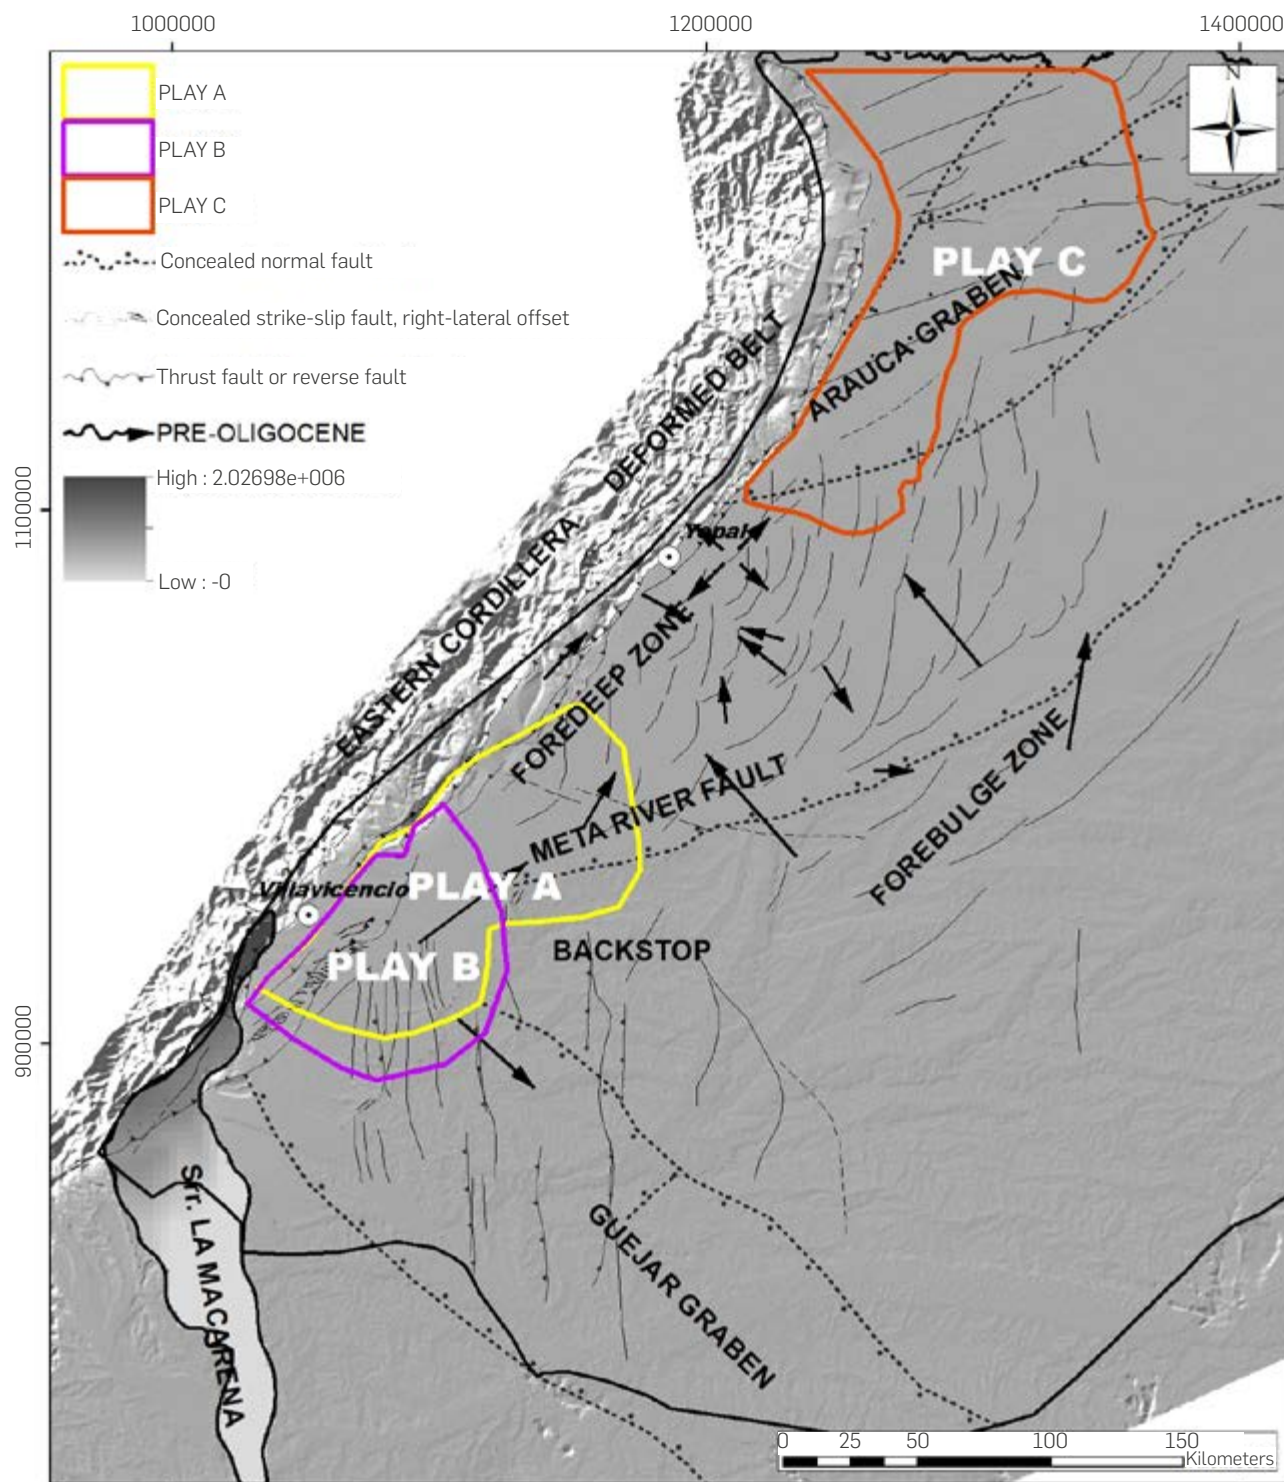 1000000
1200000
1400000
PLAY A
PLAY B
PLAY C
Concealed normal fault
Concealed strike-slip fault, right-lateral offset
Thrust fault or reverse fault
PRE-OLIGOCENE
High : 2.02698e+006
Low : -0
1100000
900000
N
PLAY C
ARAUCA GRABEN
DEFORMED BELT
EASTERN CORDILLERA
Yopal
FOREDEEP ZONE
META RIVER FAULT
FOREBULGE ZONE
Villavicencio
PLAY A
PLAY B
BACKSTOP
GUEJAR GRABEN
Srr. LA MACARENA
0 25 50 100 150
Kilometers